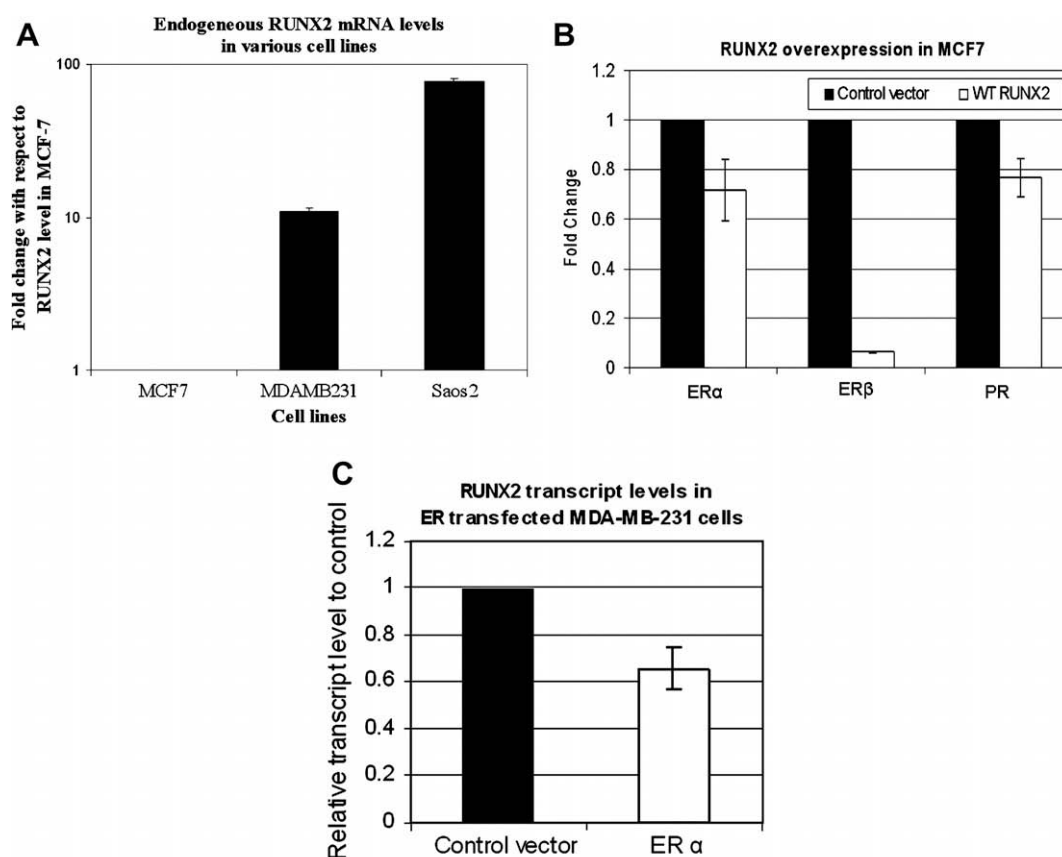 A
Endogeneous RUNX2 mRNA levels
in various cell lines
Fold change with respect to
RUNX2 level in MCF-7
100
10
1
MCF7 MDAMB231 Saos2
Cell lines
B
RUNX2 overexpression in MCF7
Control vector WT RUNX2
Fold Change
1.2
1
0.8
0.6
0.4
0.2
0
ERα ERβ PR
C
RUNX2 transcript levels in
ER transfected MDA-MB-231 cells
Relative transcript level to control
1.2
1
0.8
0.6
0.4
0.2
0
Control vector ER α